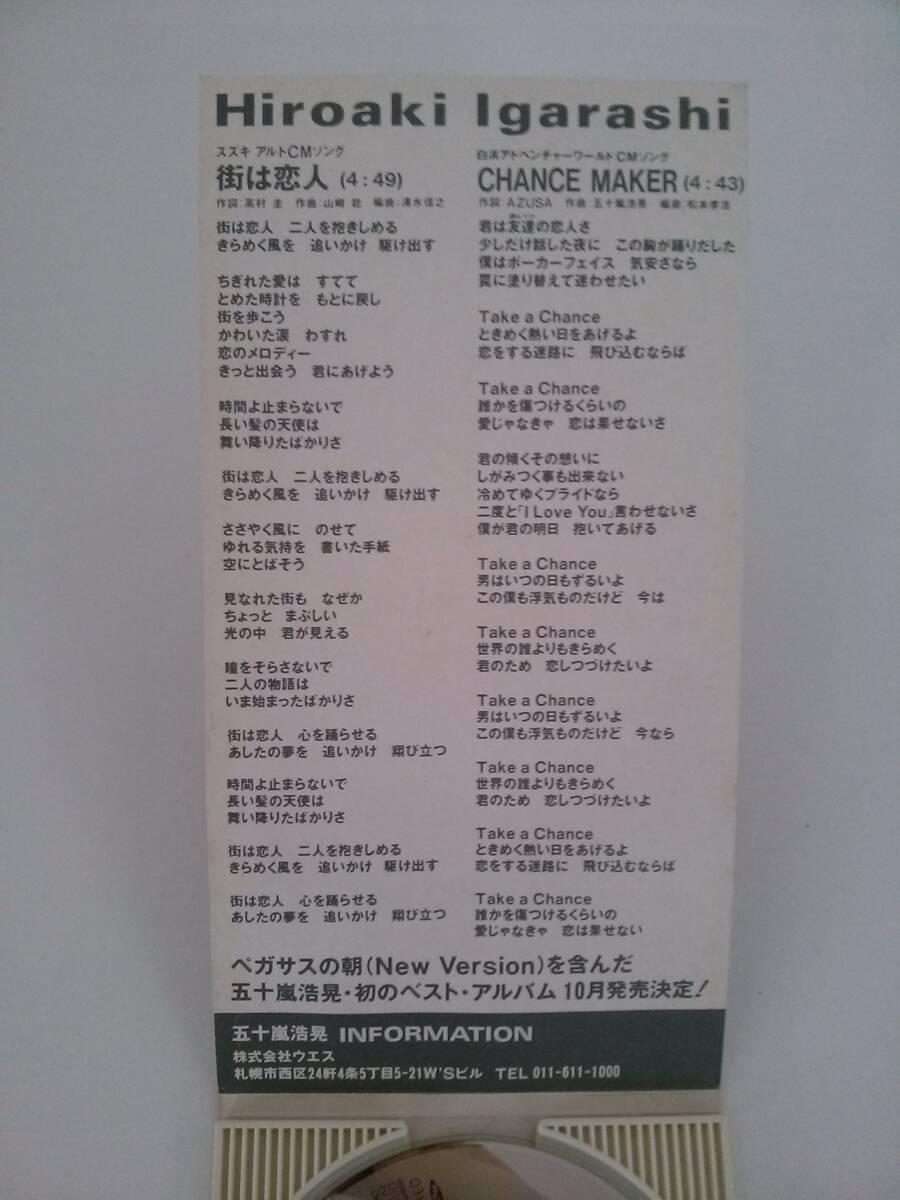 Hiroaki Igarashi
スズキ アルトCMソング
街は恋人 (4:49)
作詞:高村 圭 作曲:山崎 稔 編曲:清水信之
街は恋人 二人を抱きしめる
きらめく風を 追いかけ 駆け出す
ちぎれた愛は すてて
とめた時計を もとに戻し
街を歩こう
かわいた涙 わすれ
恋のメロディー
きっと出会う 君にあげよう
時間よ止まらないで
長い髪の天使は
舞い降りたばかりさ
街は恋人 二人を抱きしめる
きらめく風を 追いかけ 駆け出す
ささやく風に のせて
ゆれる気持を 書いた手紙
空にとばそう
見なれた街も なぜか
ちょっと まぶしい
光の中 君が見える
瞳をそらさないで
二人の物語は
いま始まったばかりさ
街は恋人 心を踊らせる
あしたの夢を 追いかけ 翔び立つ
時間よ止まらないで
長い髪の天使は
舞い降りたばかりさ
街は恋人 二人を抱きしめる
きらめく風を 追いかけ 駆け出す
街は恋人 心を踊らせる
あしたの夢を 追いかけ 翔び立つ
白浜アドベンチャーワールドCMソング
CHANCE MAKER (4:43)
作詞:AZUSA 作曲:五十嵐浩晃 編曲:松本孝浩
君は友達の恋人さ
少しだけ話した夜に この胸が踊りだした
僕はポーカーフェイス 気安さなら
罠に塗り替えて迷わせたい
Take a Chance
ときめく熱い日をあげるよ
恋をする迷路に 飛び込むならば
Take a Chance
誰かを傷つけるくらいの
愛じゃなきゃ 恋は果せないさ
君の傾くその想いに
しがみつく事も出来ない
冷めてゆくプライドなら
二度と「I Love You」言わせないさ
僕が君の明日 抱いてあげる
Take a Chance
男はいつの日もずるいよ
この僕も浮気ものだけど 今は
Take a Chance
世界の誰よりもきらめく
君のため 恋しつづけたいよ
Take a Chance
男はいつの日もずるいよ
この僕も浮気ものだけど 今なら
Take a Chance
世界の誰よりもきらめく
君のため 恋しつづけたいよ
Take a Chance
ときめく熱い日をあげるよ
恋をする迷路に 飛び込むならば
Take a Chance
誰かを傷つけるくらいの
愛じゃなきゃ 恋は果せない
ペガサスの朝(New Version)を含んだ
五十嵐浩晃・初のベスト・アルバム 10月発売決定!
五十嵐浩晃 INFORMATION
株式会社ウエス
札幌市西区24軒4条5丁目5-21W'Sビル TEL 011-611-1000